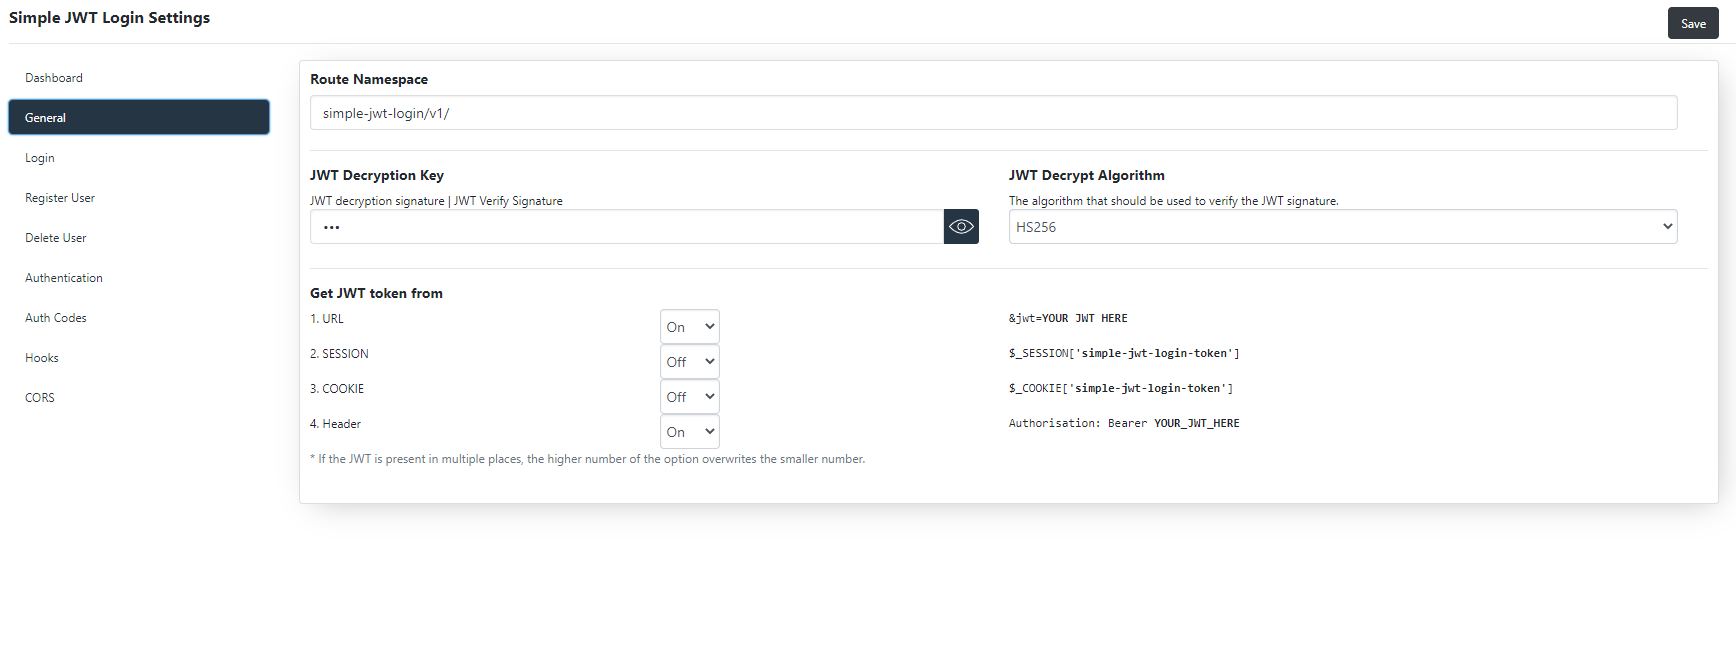 Simple JWT Login Settings
Save
Dashboard
General
Login
Register User
Delete User
Authentication
Auth Codes
Hooks
CORS
Route Namespace
simple-jwt-login/v1/
JWT Decryption Key
JWT decryption signature | JWT Verify Signature
•••
JWT Decrypt Algorithm
The algorithm that should be used to verify the JWT signature.
HS256
Get JWT token from
1. URL On &jwt=YOUR JWT HERE
2. SESSION Off $_SESSION['simple-jwt-login-token']
3. COOKIE Off $_COOKIE['simple-jwt-login-token']
4. Header On Authorisation: Bearer YOUR_JWT_HERE
* If the JWT is present in multiple places, the higher number of the option overwrites the smaller number.